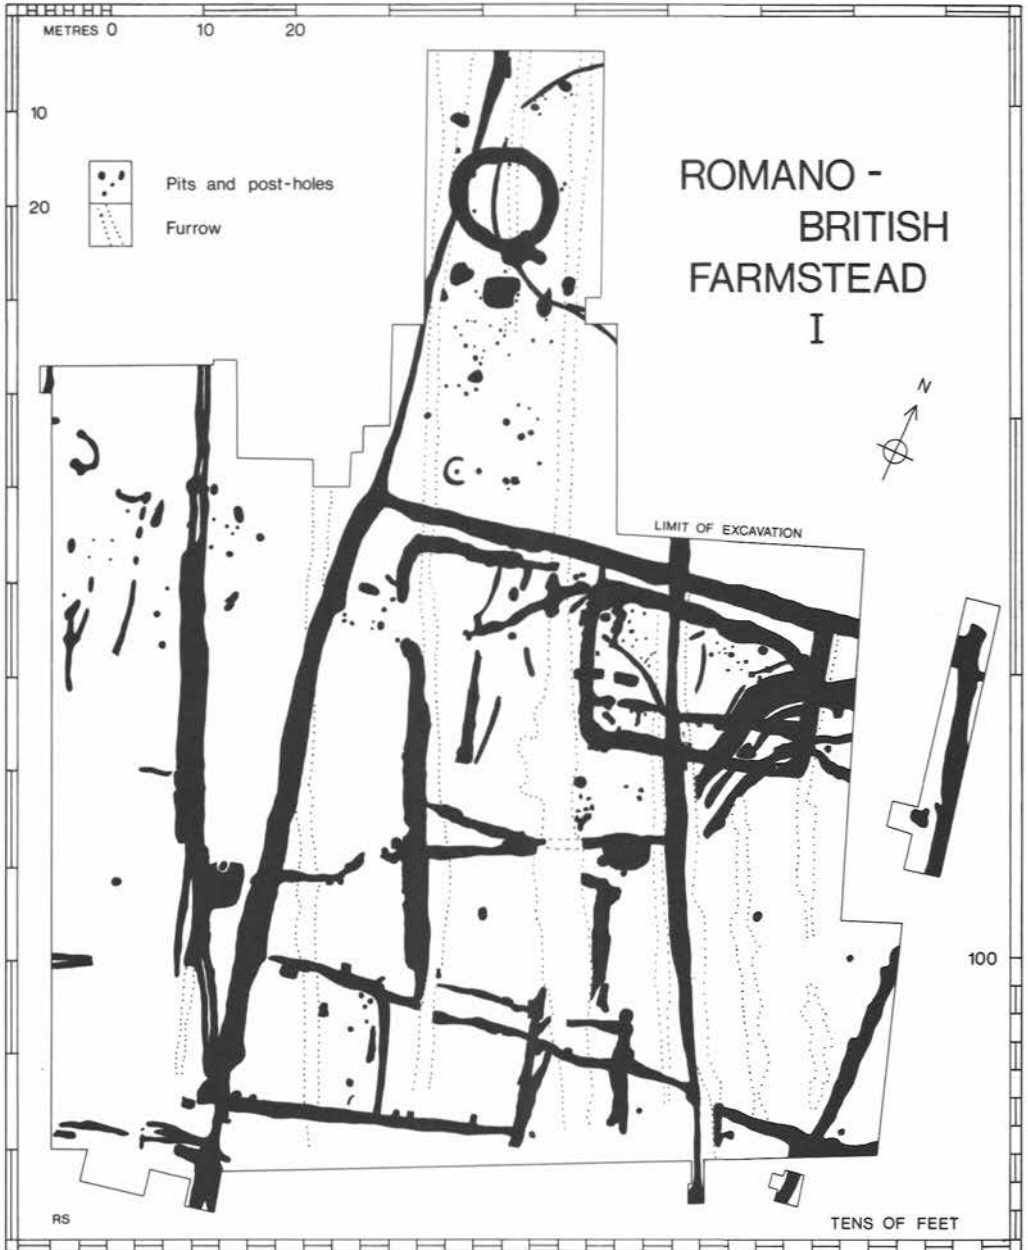 METRES 0 10 20
10
ROMANO -
Pits and post-holes
BRITISH
20
Furrow
FARMSTEAD
I
N
LIMIT OF EXCAVATION
100
RS
TENS OF FEET